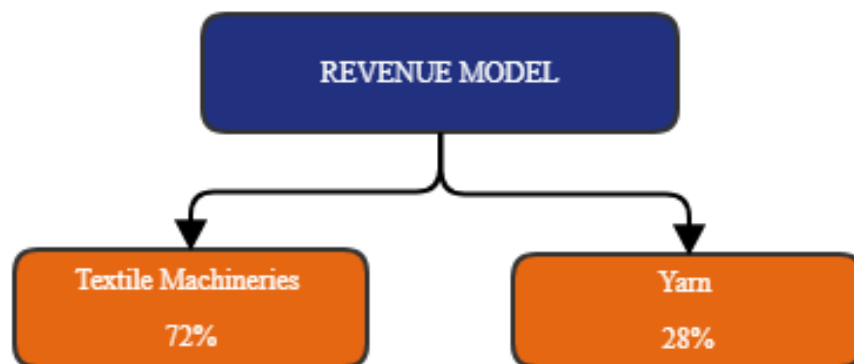 REVENUE MODEL
Textile Machineries
72%
Yarn
28%